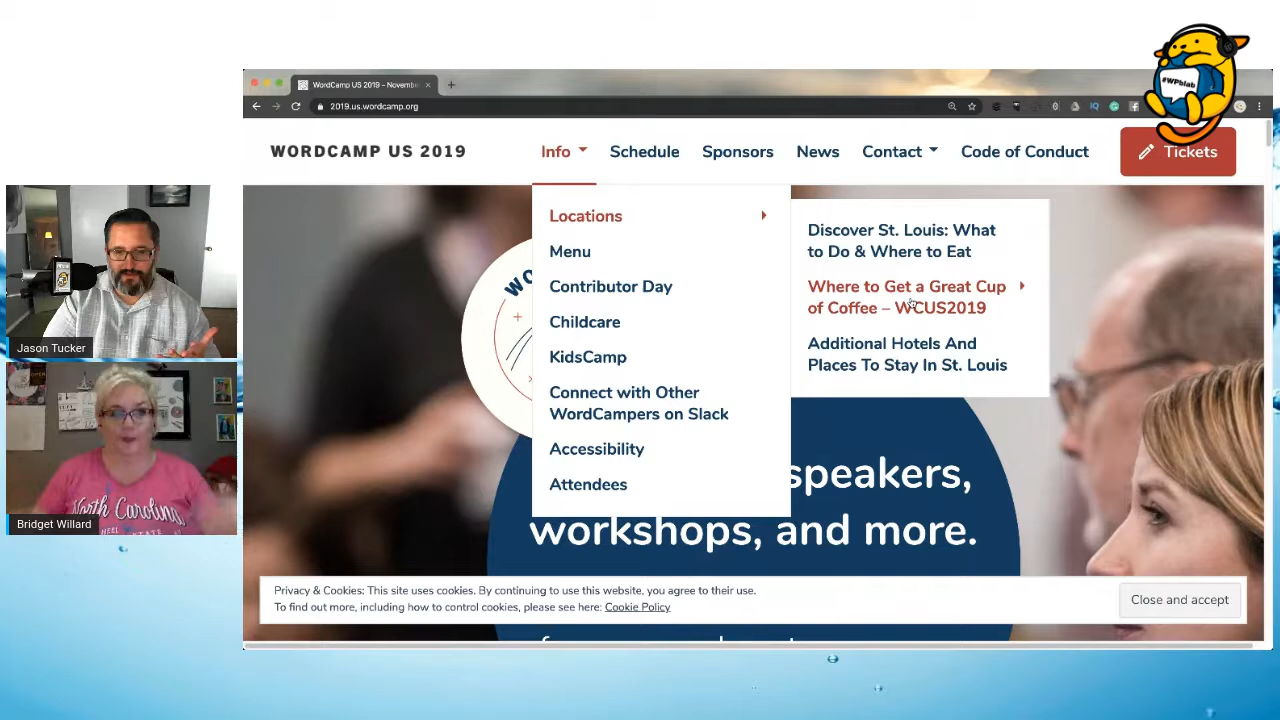 #WPblab
WordCamp US 2019 – Novembe
2019.us.wordcamp.org
WORDCAMP US 2019
Info
Schedule
Sponsors
News
Contact
Code of Conduct
Tickets
Locations
Menu
Contributor Day
Childcare
KidsCamp
Connect with Other
WordCampers on Slack
Accessibility
Attendees
Discover St. Louis: What
to Do & Where to Eat
Where to Get a Great Cup
of Coffee – WCUS2019
Additional Hotels And
Places To Stay In St. Louis
WO
speakers,
workshops, and more.
Privacy & Cookies: This site uses cookies. By continuing to use this website, you agree to their use.
To find out more, including how to control cookies, please see here: Cookie Policy
Close and accept
Jason Tucker
North Carolina
Bridget Willard